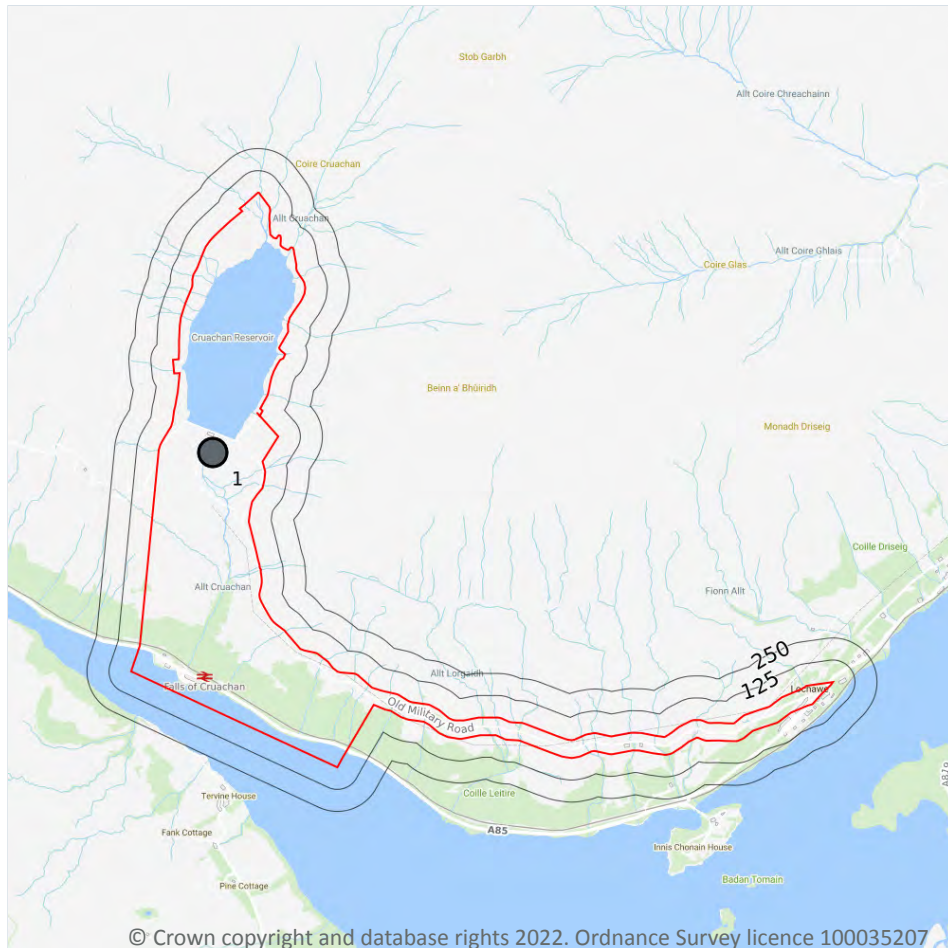 Stob Garbh
Allt Coire Chreachainn
Coire Cruachan
Allt Cruachan
Allt Coire Ghlais
Coire Glas
Cruachan Reservoir
Beinn a' Bhùiridh
Monadh Driseig
1
Coille Driseig
Allt Cruachan
Fionn Allt
250
Allt Lorgaidh
125
Falls of Cruachan
Lochawe
Old Military Road
A819
Coille Leitire
Tervine House
A85
Fank Cottage
Innis Chonain House
Pine Cottage
Badan Tomain
© Crown copyright and database rights 2022. Ordnance Survey licence 100035207